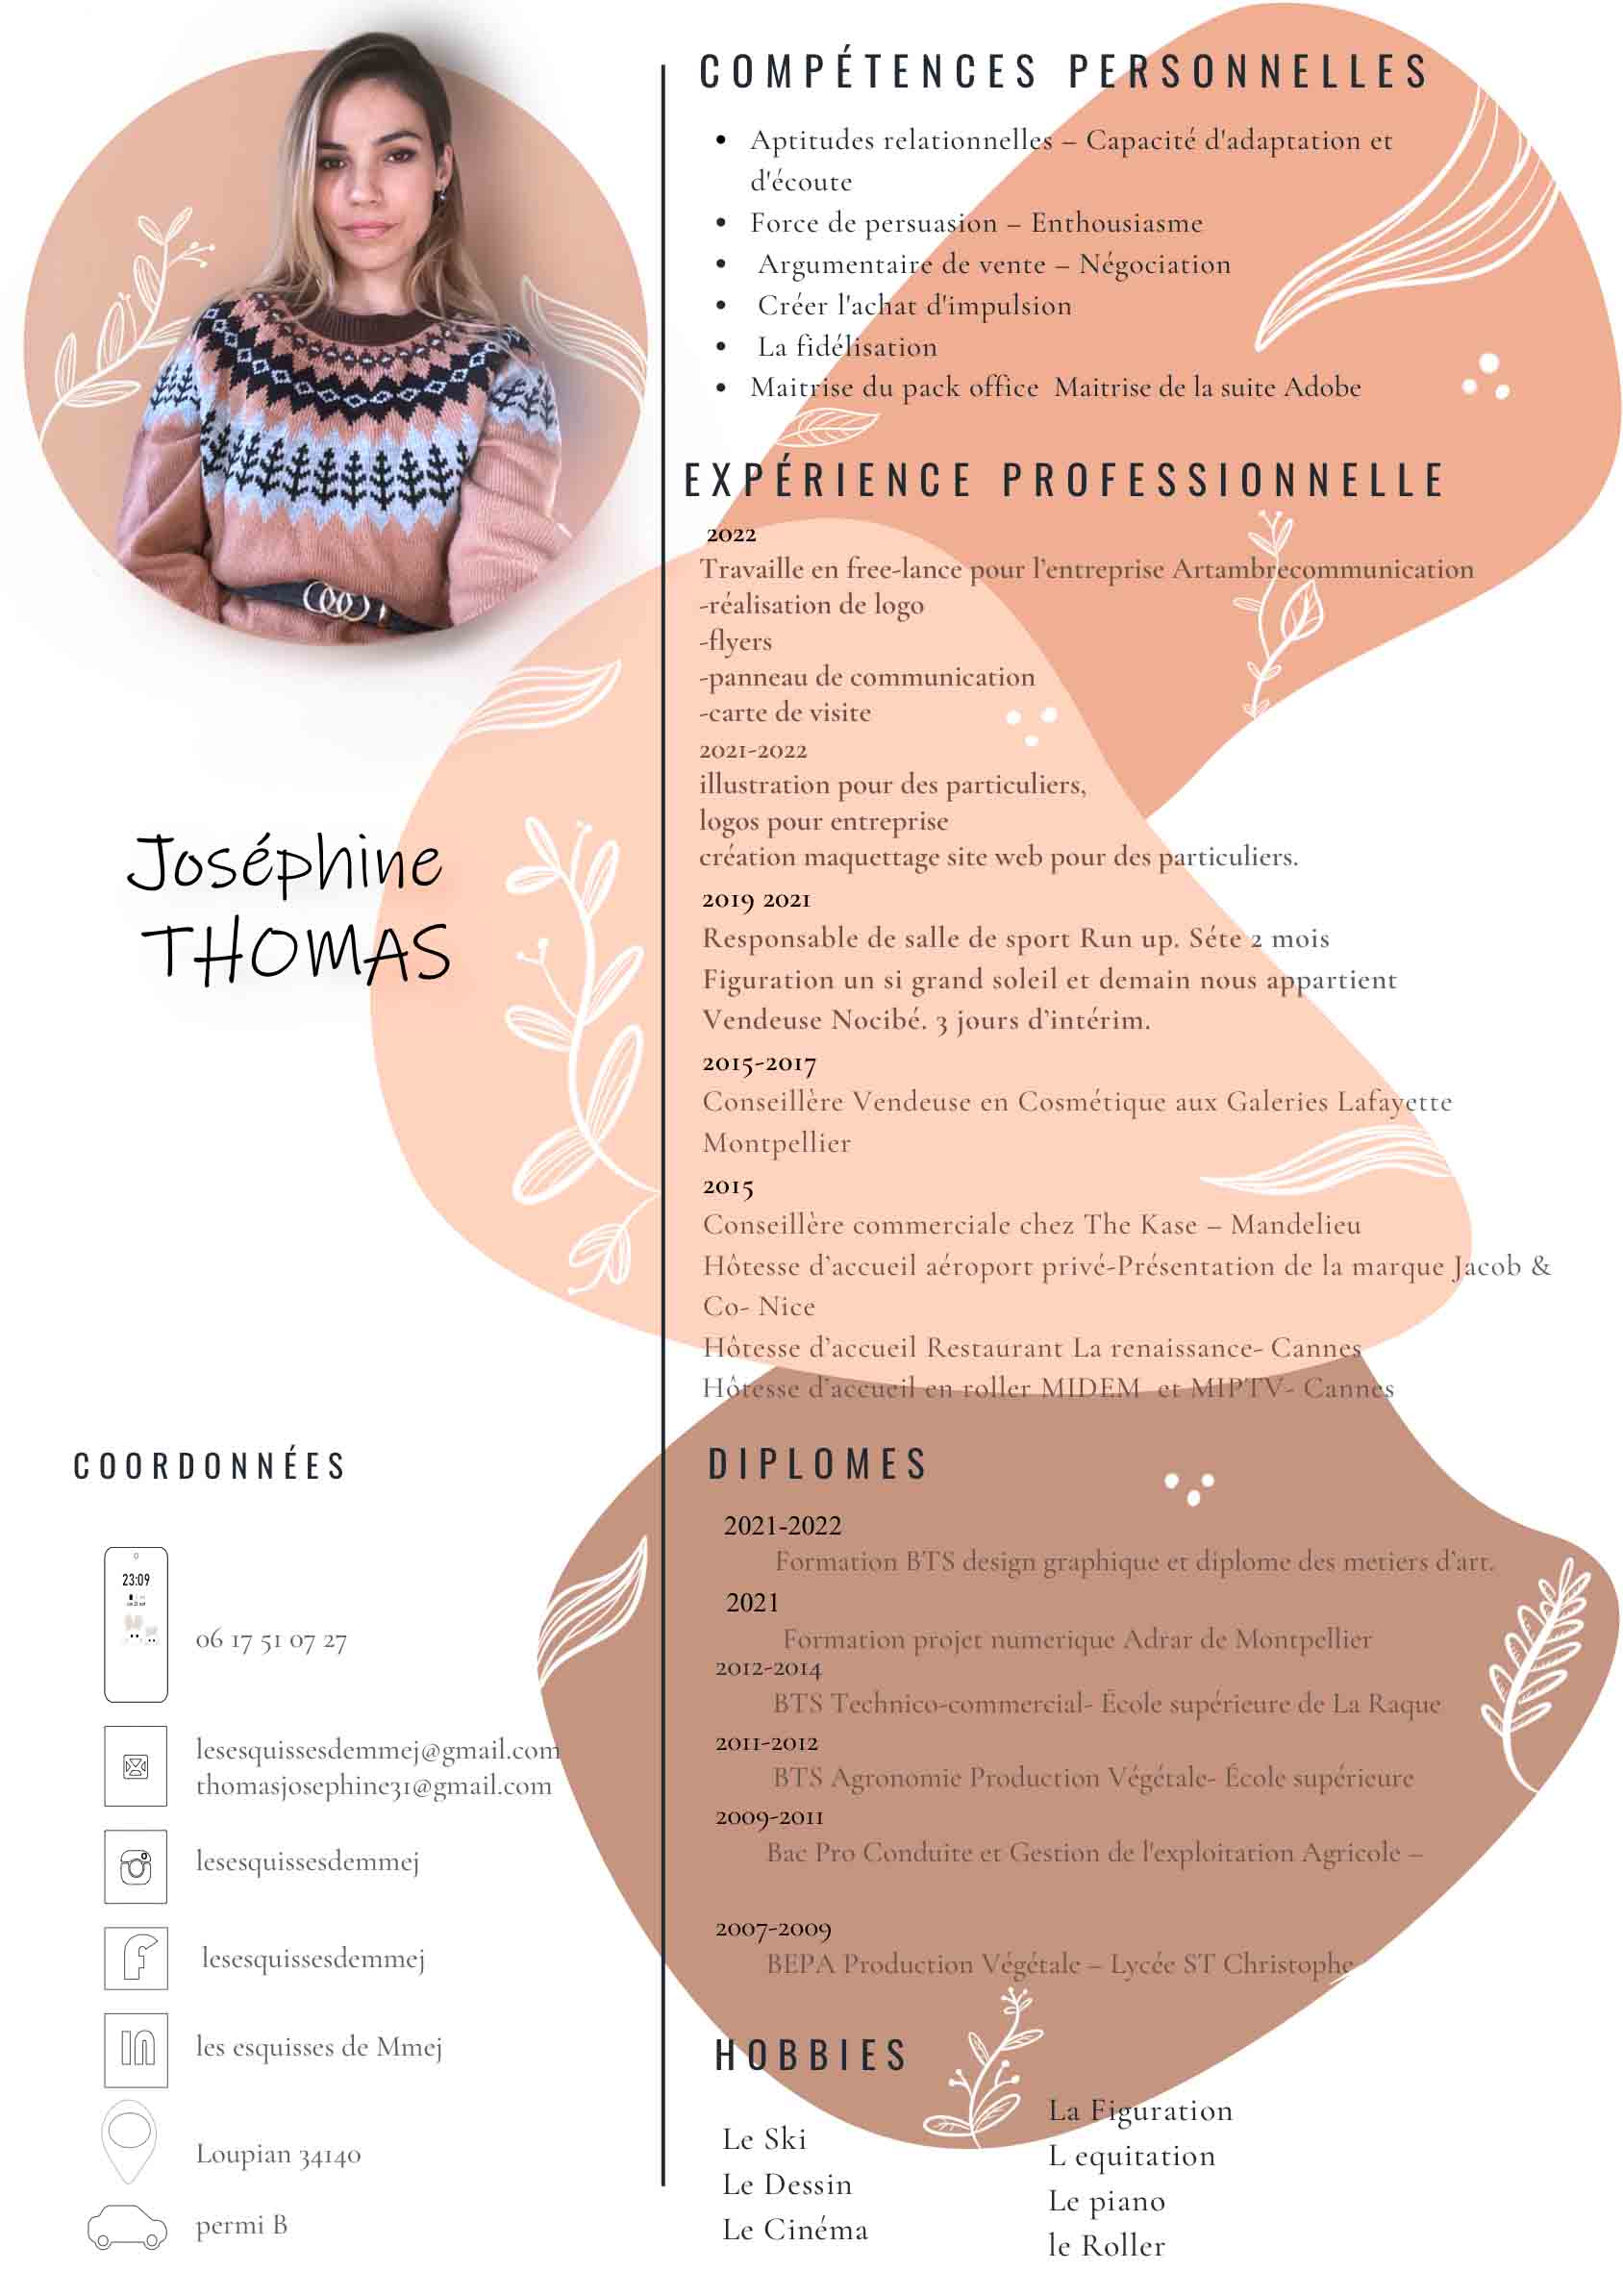 COMPÉTENCES PERSONNELLES
• Aptitudes relationnelles – Capacité d'adaptation et
d'écoute
• Force de persuasion – Enthousiasme
• Argumentaire de vente – Négociation
• Créer l'achat d'impulsion
• La fidélisation
• Maitrise du pack office Maitrise de la suite Adobe
EXPÉRIENCE PROFESSIONNELLE
2022
Travaille en free-lance pour l’entreprise Artambrecommunication
-réalisation de logo
-flyers
-panneau de communication
-carte de visite
2021-2022
illustration pour des particuliers,
logos pour entreprise
création maquettage site web pour des particuliers.
2019 2021
Responsable de salle de sport Run up. Séte 2 mois
Figuration un si grand soleil et demain nous appartient
Vendeuse Nocibé. 3 jours d’intérim.
2015-2017
Conseillère Vendeuse en Cosmétique aux Galeries Lafayette
Montpellier
2015
Conseillère commerciale chez The Kase – Mandelieu
Hôtesse d’accueil aéroport privé-Présentation de la marque Jacob &
Co- Nice
Hôtesse d’accueil Restaurant La renaissance- Cannes
Hôtesse d’accueil en roller MIDEM et MIPTV- Cannes
DIPLOMES
2021-2022
Formation BTS design graphique et diplome des metiers d’art.
2021
Formation projet numerique Adrar de Montpellier
2012-2014
BTS Technico-commercial- École supérieure de La Raque
2011-2012
BTS Agronomie Production Végétale- École supérieure
2009-2011
Bac Pro Conduite et Gestion de l'exploitation Agricole –
2007-2009
BEPA Production Végétale – Lycée ST Christophe
HOBBIES
Le Ski
Le Dessin
Le Cinéma
La Figuration
L equitation
Le piano
le Roller
Joséphine
THOMAS
COORDONNÉES
23:09
06 17 51 07 27
lesesquissesdemmej@gmail.com
thomasjosephine31@gmail.com
lesesquissesdemmej
f
lesesquissesdemmej
in
les esquisses de Mmej
Loupian 34140
permi B